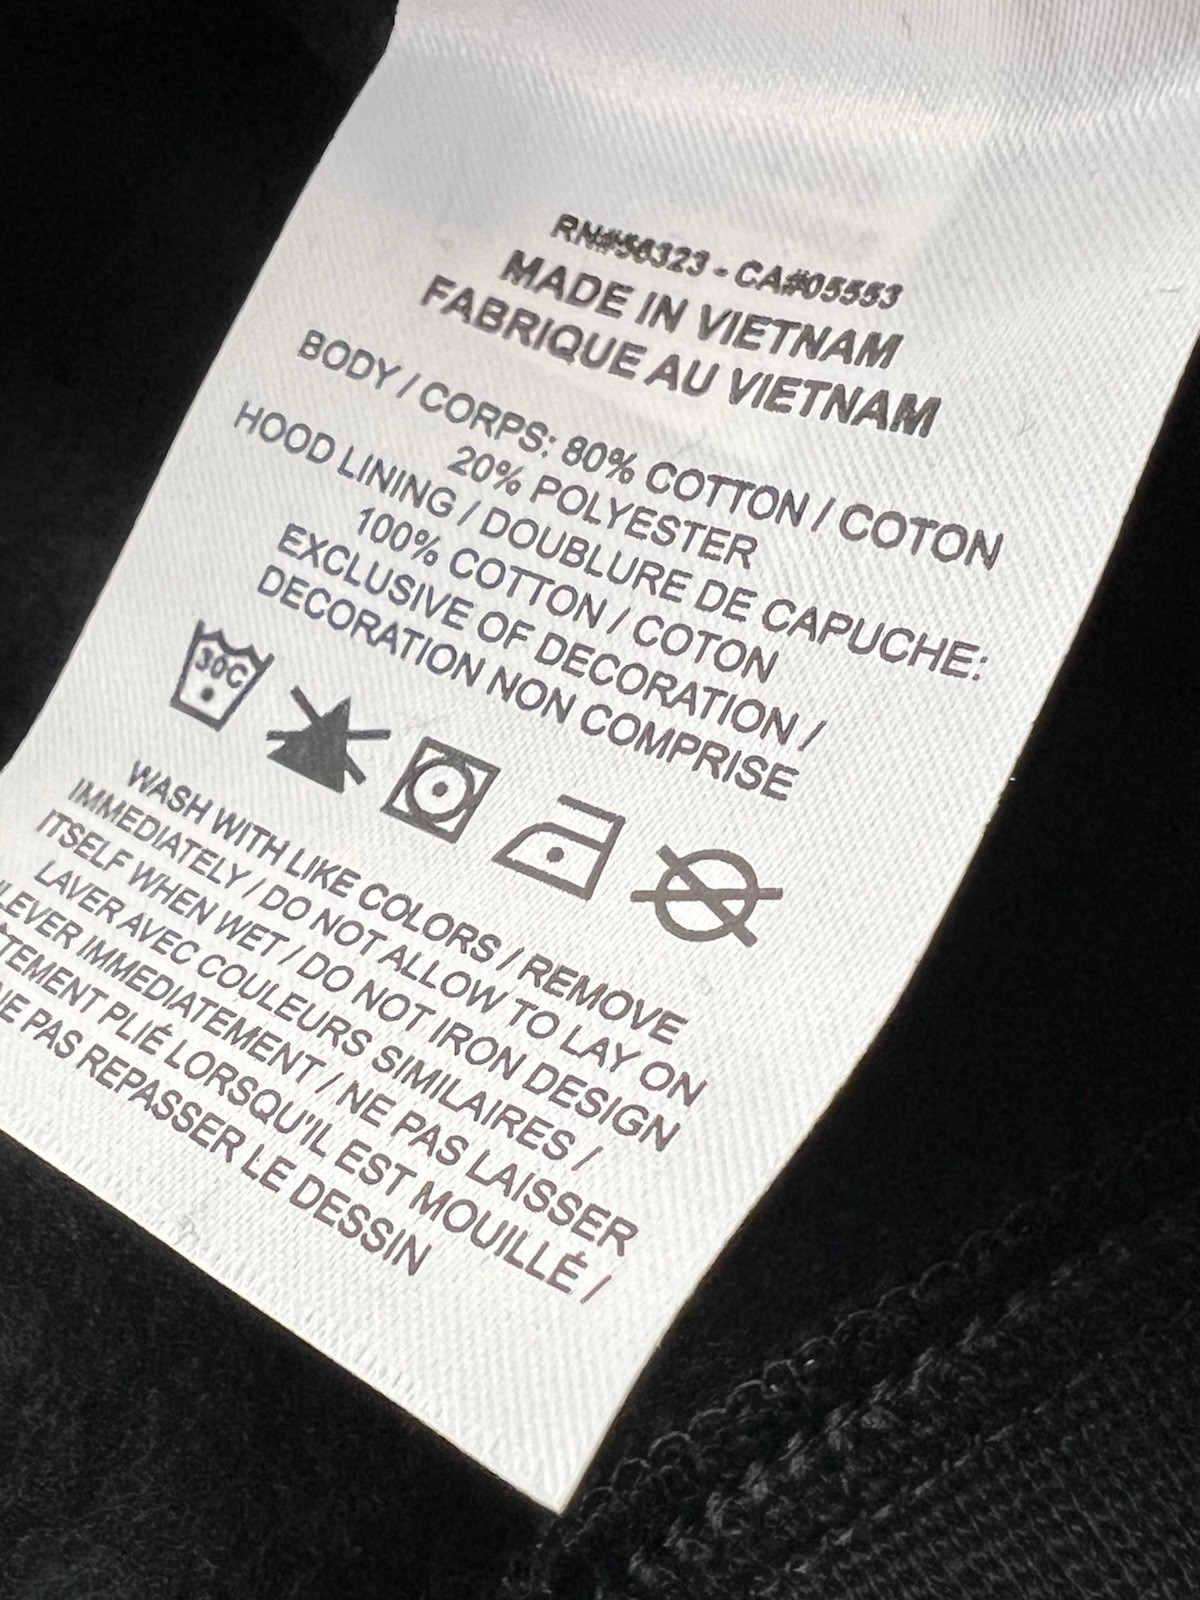 RN#56323 - CA#05553
MADE IN VIETNAM
FABRIQUE AU VIETNAM
BODY / CORPS: 80% COTTON / COTON
20% POLYESTER
HOOD LINING / DOUBLURE DE CAPUCHE:
100% COTTON / COTON
EXCLUSIVE OF DECORATION /
DECORATION NON COMPRISE
30C
WASH WITH LIKE COLORS / REMOVE
IMMEDIATELY / DO NOT ALLOW TO LAY ON
ITSELF WHEN WET / DO NOT IRON DESIGN
LAVER AVEC COULEURS SIMILAIRES /
LEVER IMMEDIATEMENT / NE PAS LAISSER
TEMENT PLIÉ LORSQU'IL EST MOUILLÉ /
NE PAS REPASSER LE DESSIN